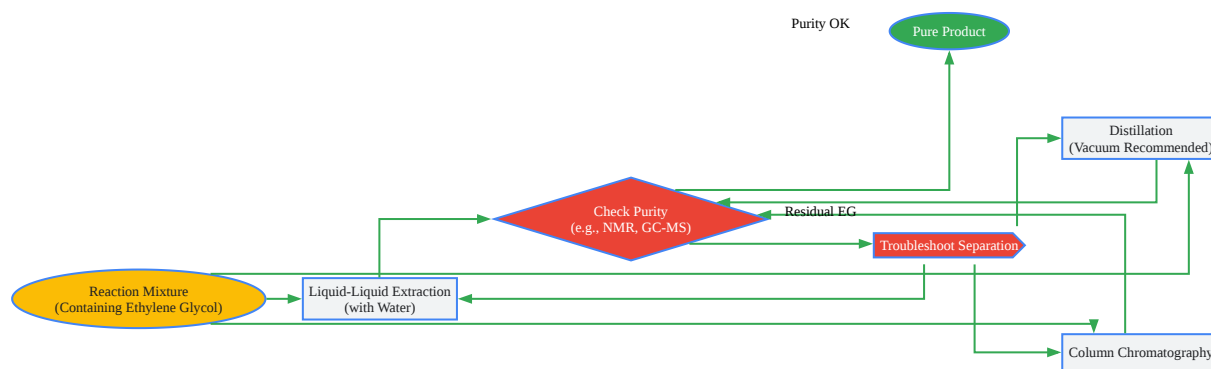 Purity OK
Pure Product
Distillation
(Vacuum Recommended)
Check Purity
(e.g., NMR, GC-MS)
Residual EG
Troubleshoot Separation
Reaction Mixture
(Containing Ethylene Glycol)
Liquid-Liquid Extraction
(with Water)
Column Chromatography